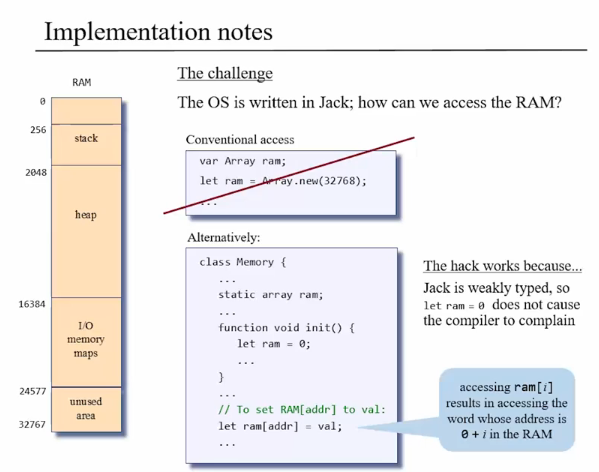 Implementation notes
RAM
0
256
stack
2048
heap
16384
I/O
memory
maps
24577
unused
area
32767
The challenge
The OS is written in Jack; how can we access the RAM?
Conventional access
var Array ram;
let ram = Array.new(32768);
...
Alternatively:
class Memory {
...
static array ram;
...
function void init() {
let ram = 0;
...
}
...
// To set RAM[addr] to val:
let ram[addr] = val;
...
The hack works because...
Jack is weakly typed, so
let ram = 0 does not cause
the compiler to complain
accessing ram[i]
results in accessing the
word whose address is
0 + i in the RAM